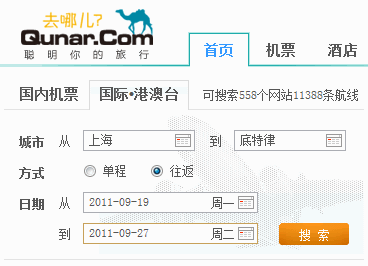 去哪儿?
Qunar.Com
聪明你的旅行
首页 机票 酒店
国内机票 国际•港澳台 可搜索558个网站11388条航线
城市 从 上海 到 底特律
方式 单程 往返
日期 从 2011-09-19 周一
到 2011-09-27 周二 搜索